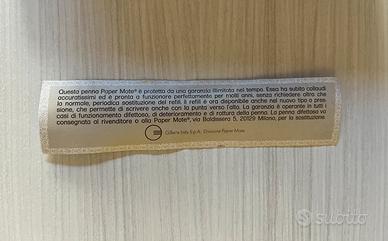 Questa penna Paper Mate® è protetta da una garanzia illimitata nel tempo. Essa ha subito collaudi
accuratissimi ed è pronta a funzionare perfettamente per molti anni, senza richiedere altro che
la normale, periodica sostituzione del refill. Il refill è ora disponibile anche nel nuovo tipo a pres-
sione, che permette di scrivere anche con la punta verso l'alto. La garanzia è operante in tutti i
casi di funzionamento difettoso, di deterioramento e di rottura della penna. La penna difettosa va
consegnata al rivenditore o alla Paper Mate®, via Baldissera 5, 20129 Milano, per la sostituzione.
Gillette Italy S.p.A. Divisione Paper Mate
subito